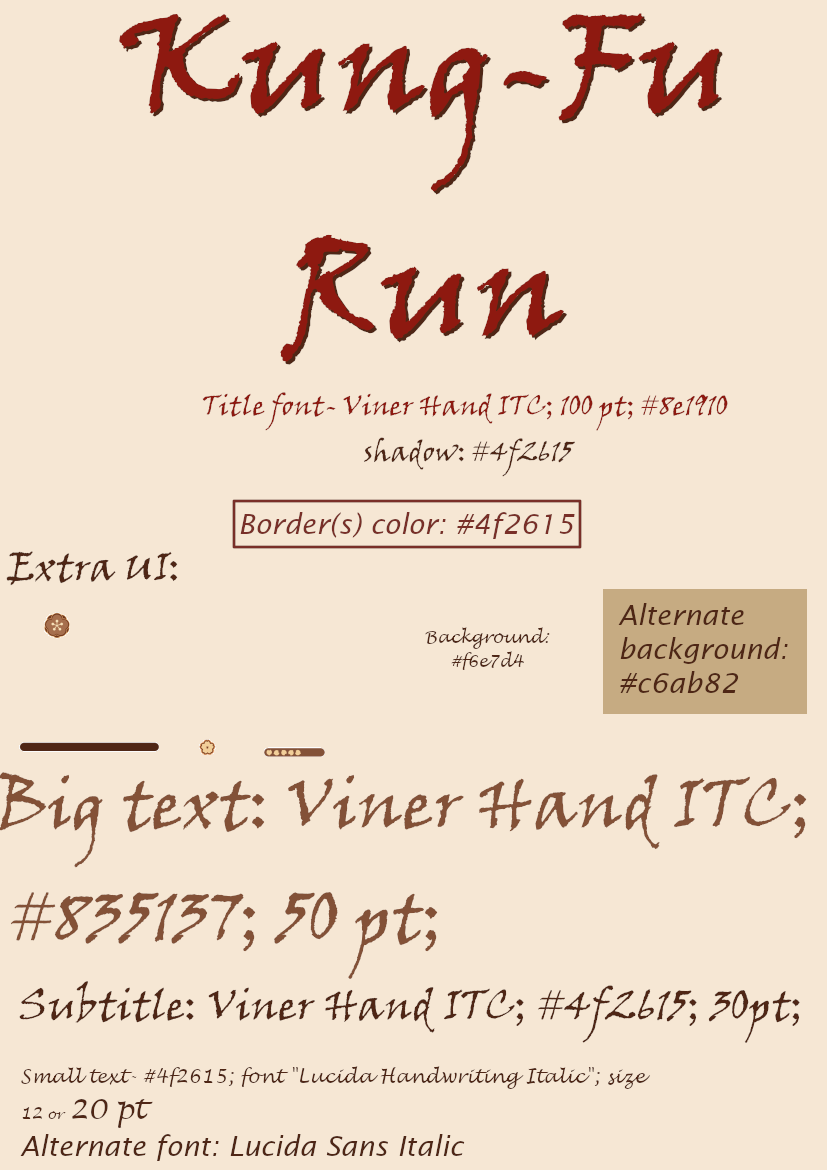 Kung-Fu
Run
Title font- Viner Hand ITC; 100 pt; #8e1910
shadow: #4f2615
Border(s) color: #4f2615
Extra UI:
Background:
#f6e7d4
Alternate
background:
#c6ab82
Big text: Viner Hand ITC;
#835137; 50 pt;
Subtitle: Viner Hand ITC; #4f2615; 30pt;
Small text- #4f2615; font "Lucida Handwriting Italic"; size
12 or 20 pt
Alternate font: Lucida Sans Italic